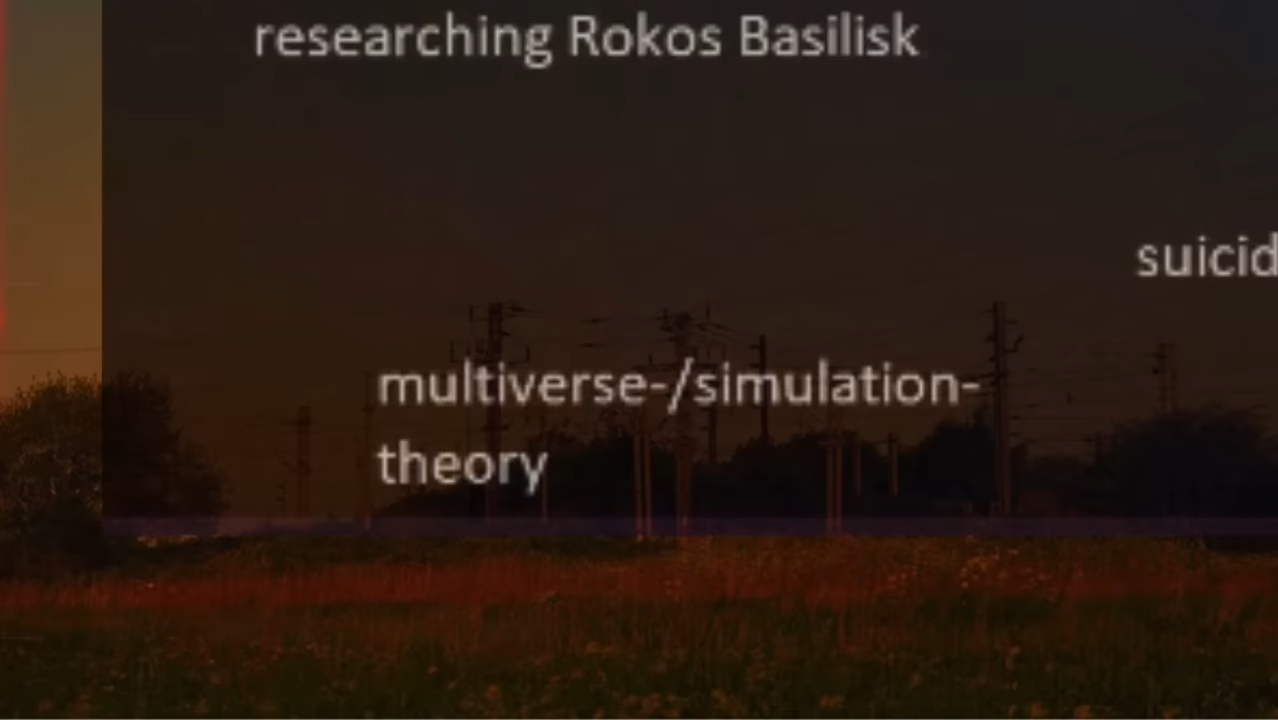 researching Rokos Basilisk
suicid
multiverse-/simulation-
theory